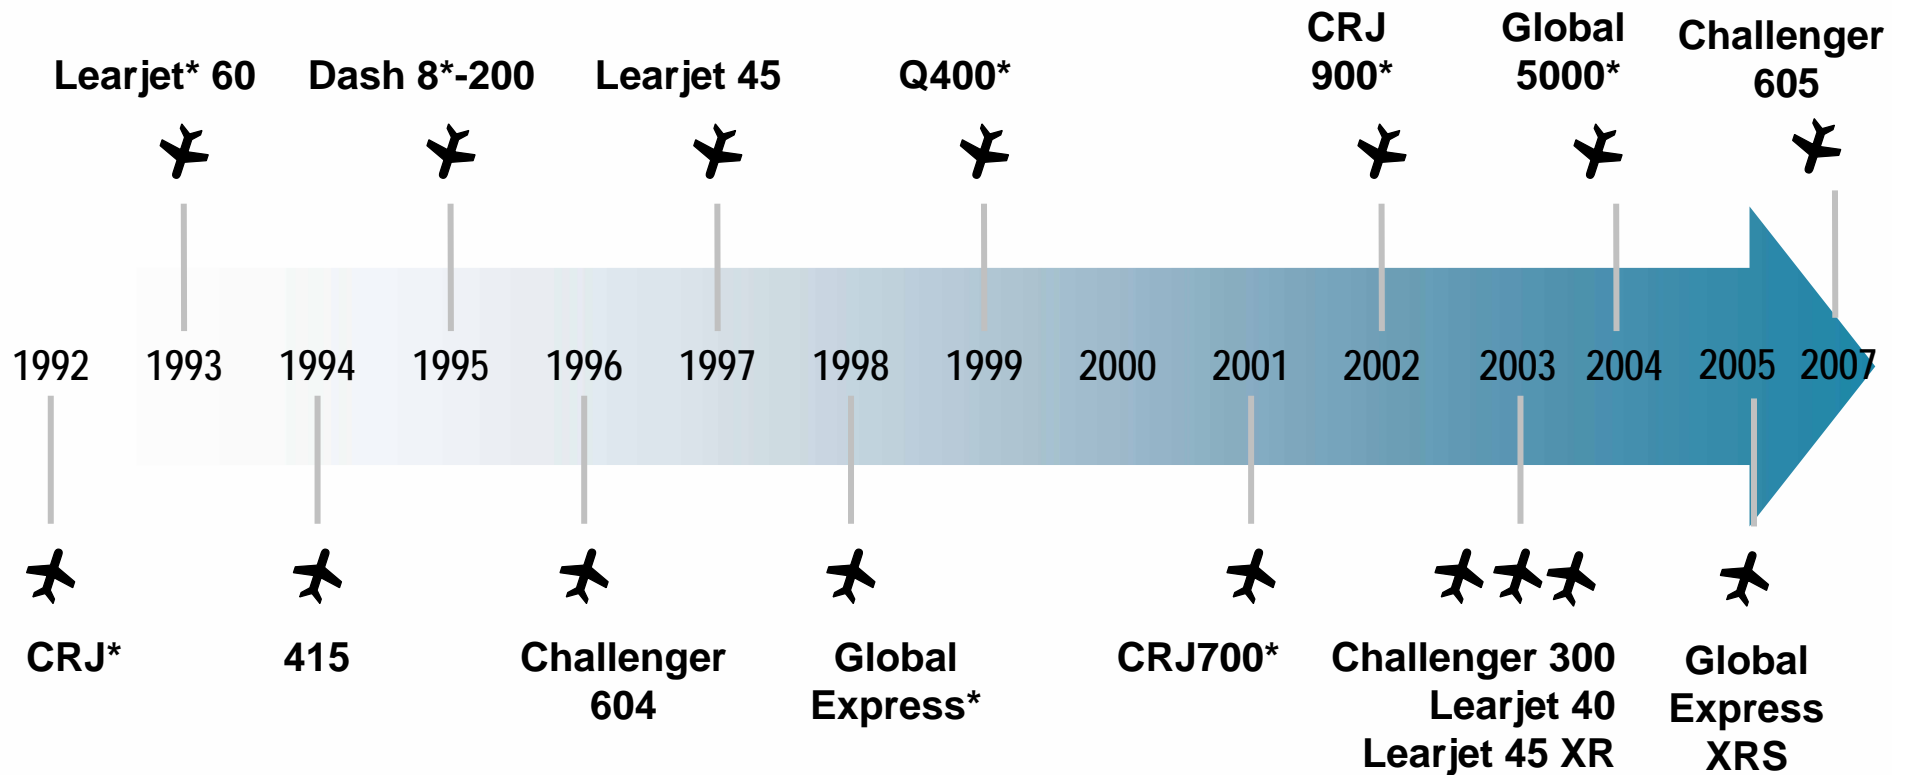 Learjet* 60
Dash 8*-200
Learjet 45
Q400*
CRJ
900*
Global
5000*
Challenger
605
1992 1993 1994 1995 1996 1997 1998 1999 2000 2001 2002 2003 2004 2005 2007
CRJ*
415
Challenger
604
Global
Express*
CRJ700*
Challenger 300
Learjet 40
Learjet 45 XR
Global
Express
XRS